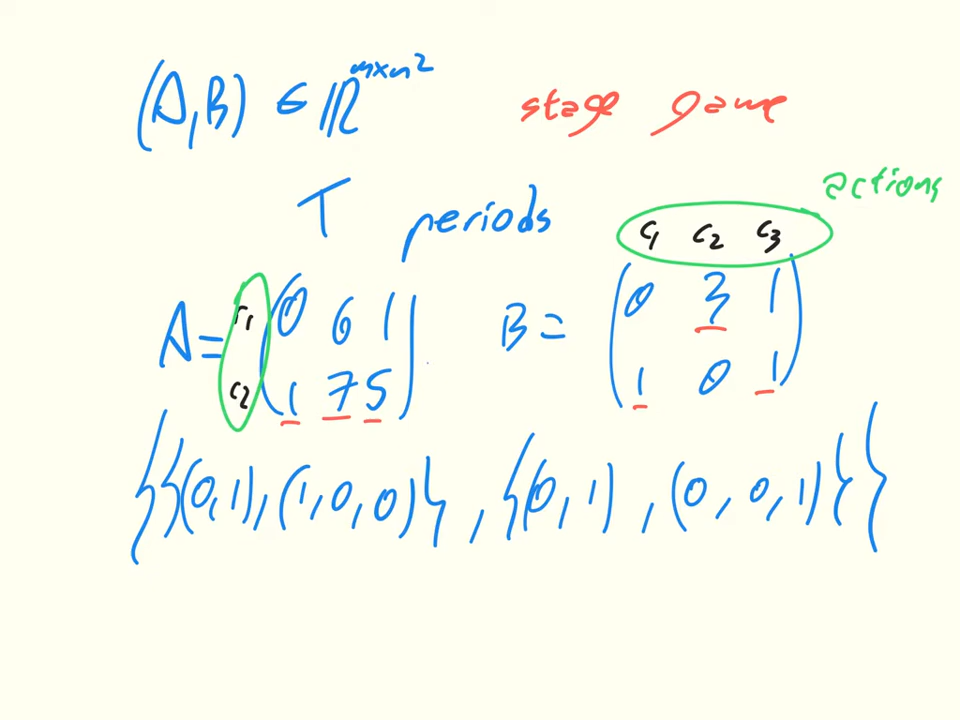 (A,B) ∈ ℝ^{m×n^2} stage game
T periods actions
c1 c2 c3
A = r1 ( 0 6 1 B = ( 0 3 1
c2 1 7 5 ) 1 0 1 )
{{(0,1),(1,0,0)}, {(0,1),(0,0,1)}}